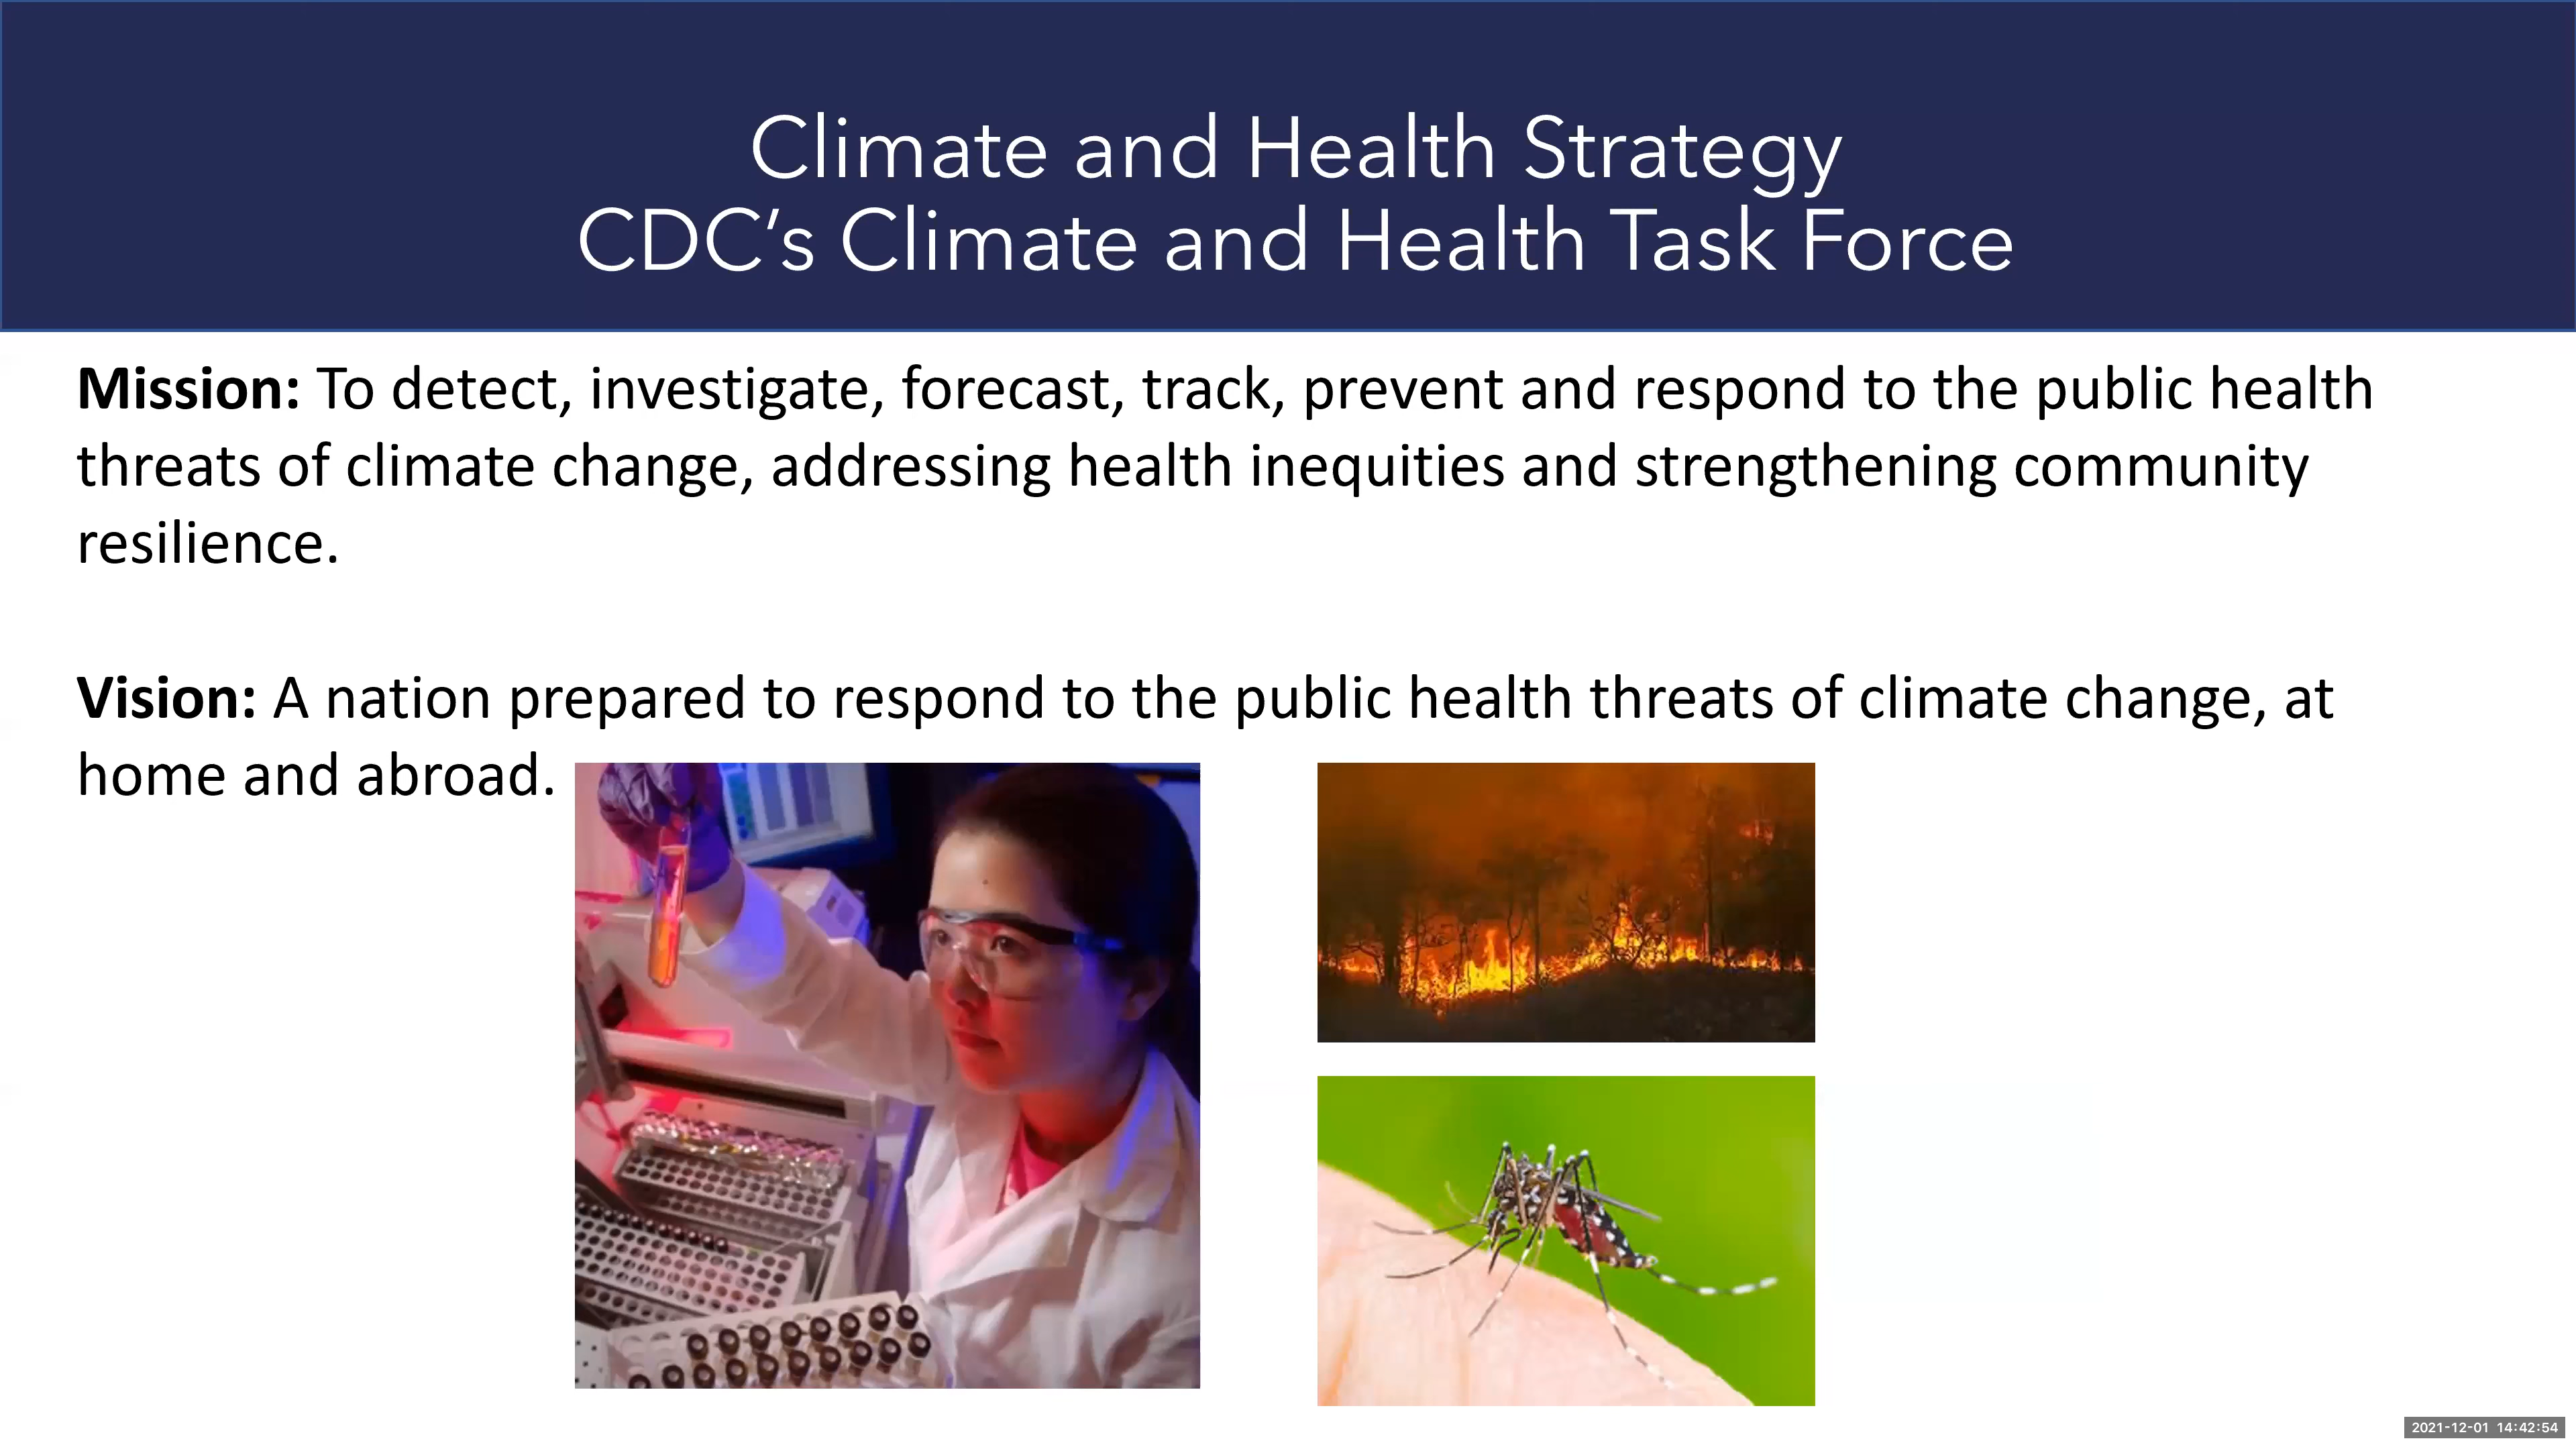 Climate and Health Strategy
CDC’s Climate and Health Task Force
Mission: To detect, investigate, forecast, track, prevent and respond to the public health
threats of climate change, addressing health inequities and strengthening community
resilience.
Vision: A nation prepared to respond to the public health threats of climate change, at
home and abroad.
2021-12-01 14:42:54